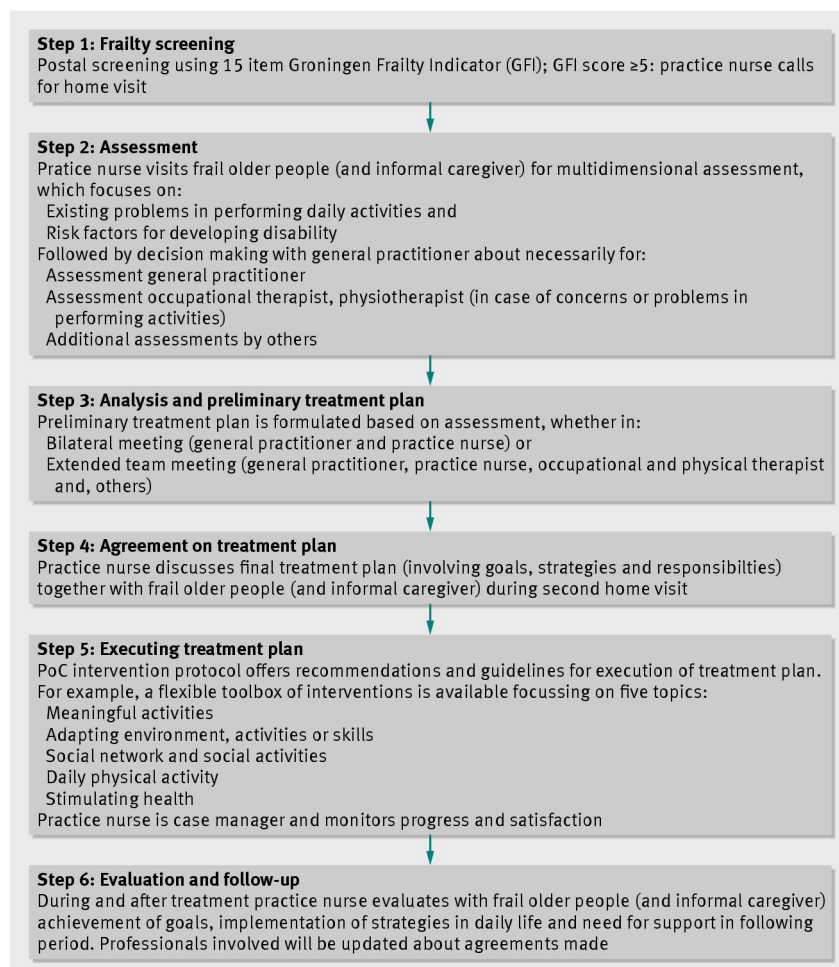 Step 1: Frailty screening
Postal screening using 15 item Groningen Frailty Indicator (GFI); GFI score ≥5: practice nurse calls
for home visit
Step 2: Assessment
Pratice nurse visits frail older people (and informal caregiver) for multidimensional assessment,
which focuses on:
Existing problems in performing daily activities and
Risk factors for developing disability
Followed by decision making with general practitioner about necessarily for:
Assessment general practitioner
Assessment occupational therapist, physiotherapist (in case of concerns or problems in
performing activities)
Additional assessments by others
Step 3: Analysis and preliminary treatment plan
Preliminary treatment plan is formulated based on assessment, whether in:
Bilateral meeting (general practitioner and practice nurse) or
Extended team meeting (general practitioner, practice nurse, occupational and physical therapist
and, others)
Step 4: Agreement on treatment plan
Practice nurse discusses final treatment plan (involving goals, strategies and responsibilties)
together with frail older people (and informal caregiver) during second home visit
Step 5: Executing treatment plan
PoC intervention protocol offers recommendations and guidelines for execution of treatment plan.
For example, a flexible toolbox of interventions is available focussing on five topics:
Meaningful activities
Adapting environment, activities or skills
Social network and social activities
Daily physical activity
Stimulating health
Practice nurse is case manager and monitors progress and satisfaction
Step 6: Evaluation and follow-up
During and after treatment practice nurse evaluates with frail older people (and informal caregiver)
achievement of goals, implementation of strategies in daily life and need for support in following
period. Professionals involved will be updated about agreements made